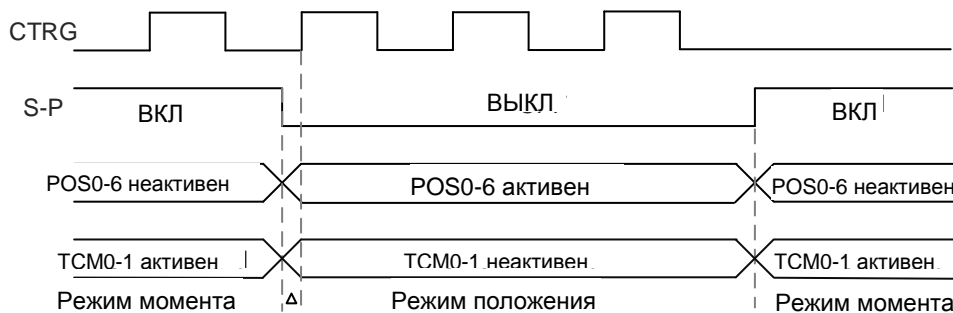 CTRG
S-P ВКЛ ВЫКЛ ВКЛ
POS0-6 неактивен POS0-6 активен POS0-6 неактивен
TCM0-1 активен TCM0-1 неактивен TCM0-1 активен
Режим момента Δ Режим положения Режим момента